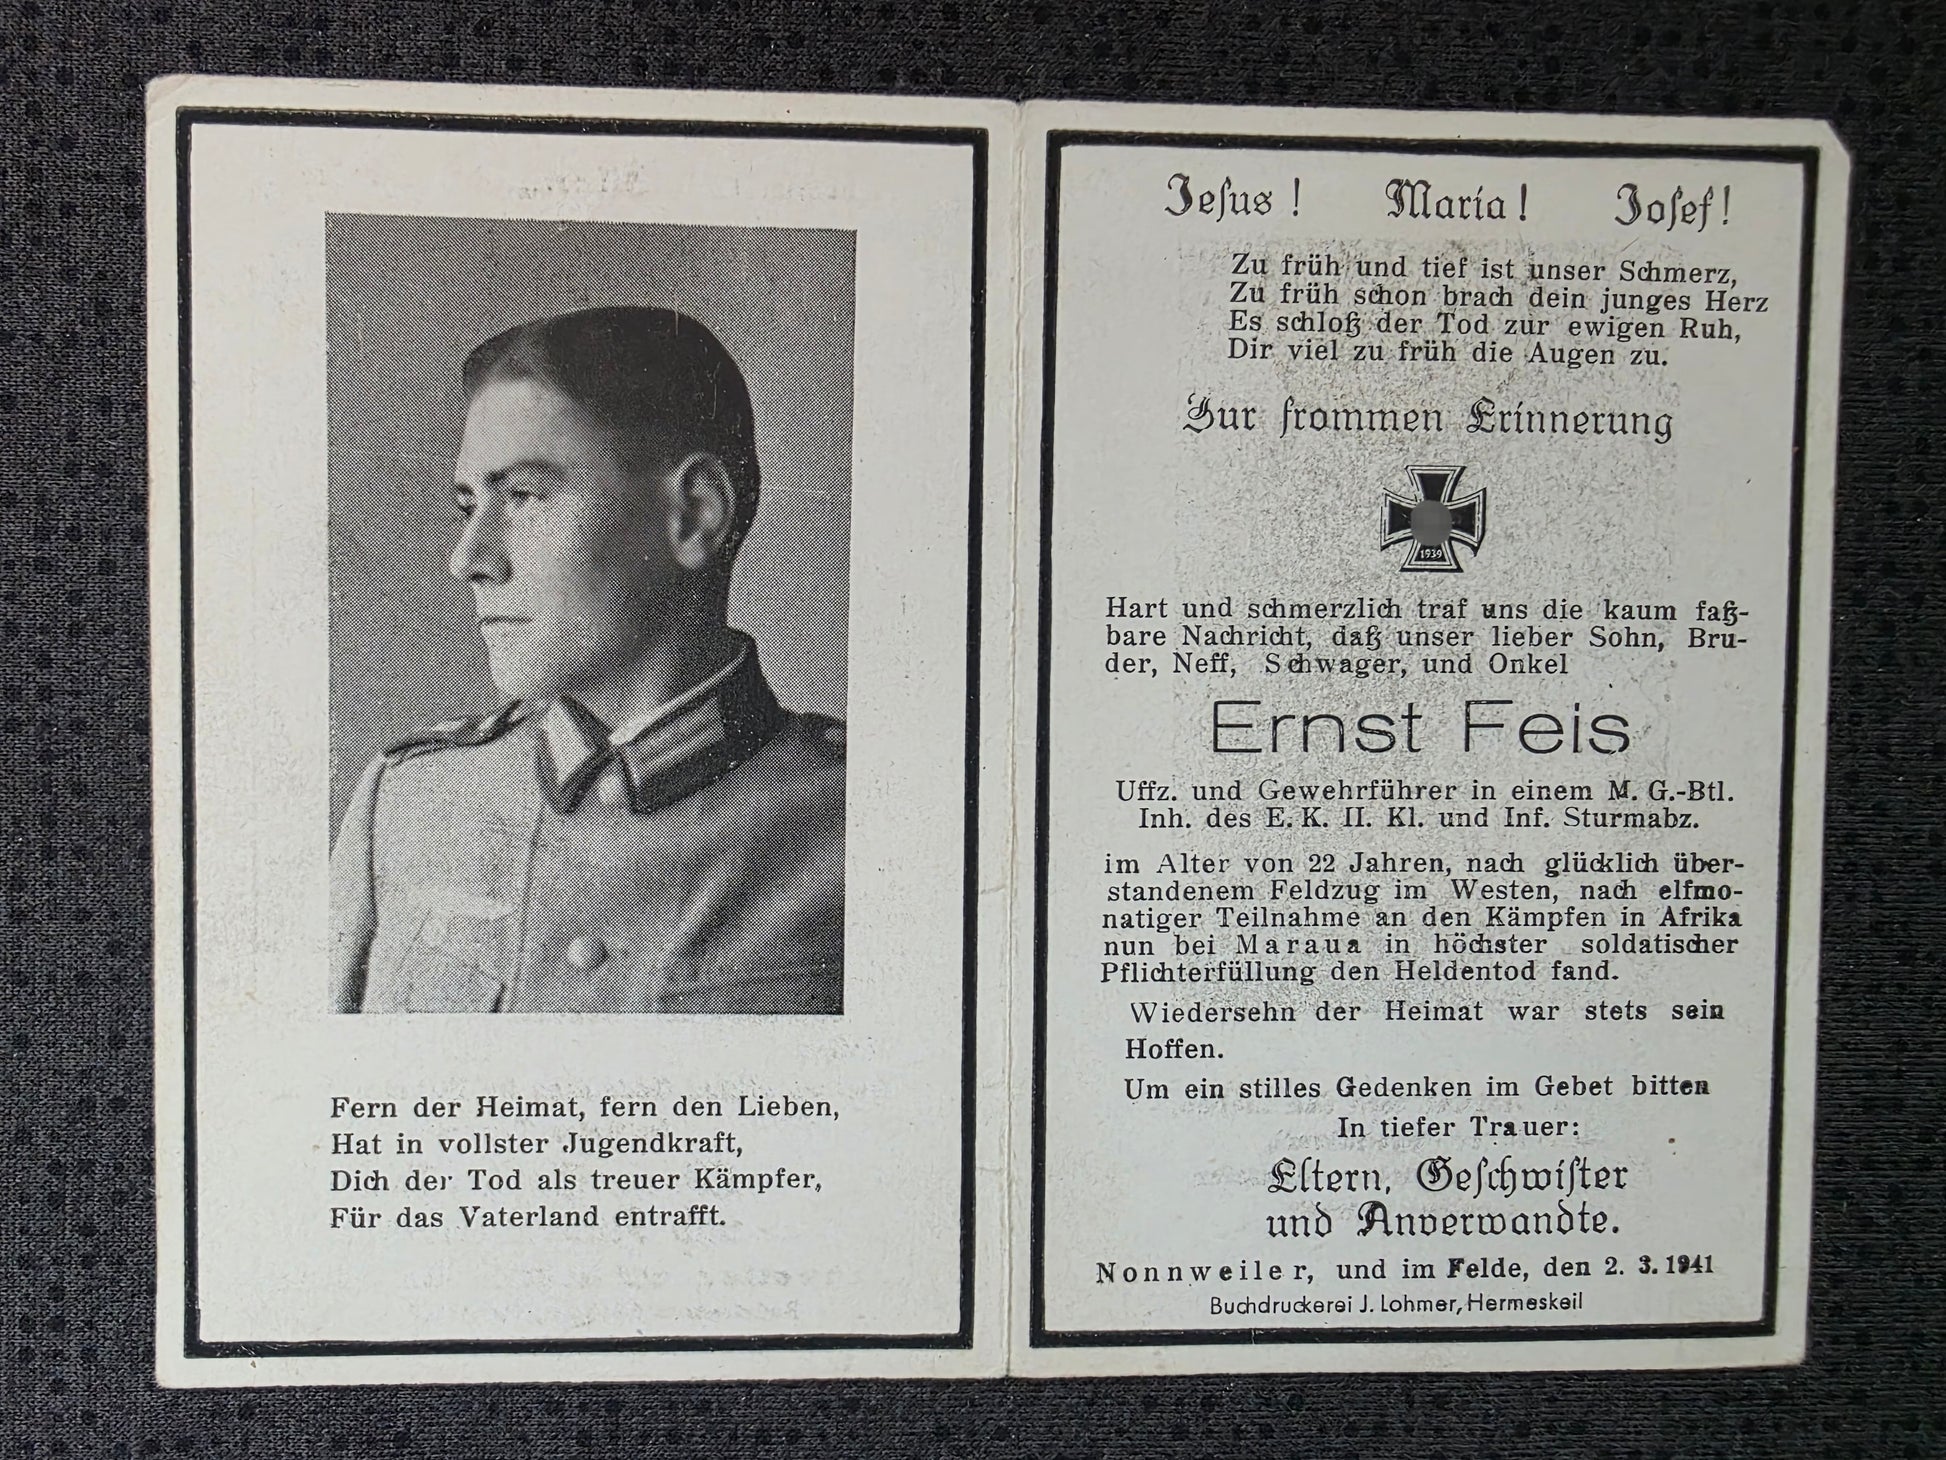 Fern der Heimat, fern den Lieben,
Hat in vollster Jugendkraft,
Dich der Tod als treuer Kämpfer,
Für das Vaterland entrafft.
Jesus! Maria! Josef!
Zu früh und tief ist unser Schmerz,
Zu früh schon brach dein junges Herz
Es schloß der Tod zur ewigen Ruh,
Dir viel zu früh die Augen zu.
Zur frommen Erinnerung
1939
Hart und schmerzlich traf uns die kaum faß-
bare Nachricht, daß unser lieber Sohn, Bru-
der, Neff, Schwager, und Onkel
Ernst Feis
Uffz. und Gewehrführer in einem M. G.-Btl.
Inh. des E. K. II. Kl. und Inf. Sturmabz.
im Alter von 22 Jahren, nach glücklich über-
standenem Feldzug im Westen, nach elfmo-
natiger Teilnahme an den Kämpfen in Afrika
nun bei Maraua in höchster soldatischer
Pflichterfüllung den Heldentod fand.
Wiedersehn der Heimat war stets sein
Hoffen.
Um ein stilles Gedenken im Gebet bitten
In tiefer Trauer:
Eltern, Geschwister
und Anverwandte.
Nonnweiler, und im Felde, den 2. 3. 1941
Buchdruckerei J. Lohmer, Hermeskeil